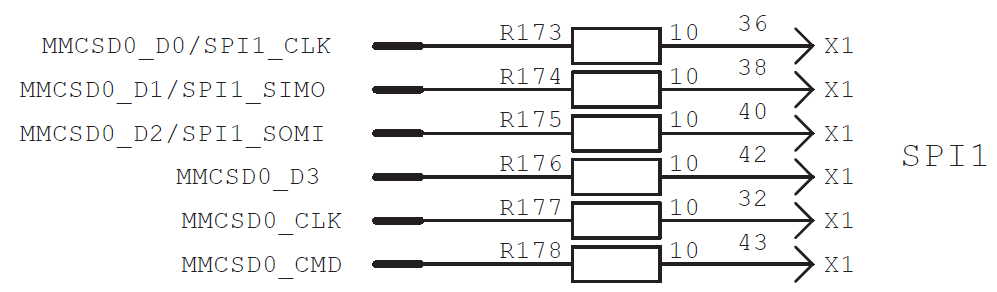 MMCSD0_D0/SPI1_CLK R173 10 36 X1
MMCSD0_D1/SPI1_SIMO R174 10 38 X1
MMCSD0_D2/SPI1_SOMI R175 10 40 X1
MMCSD0_D3 R176 10 42 X1
SPI1
MMCSD0_CLK R177 10 32 X1
MMCSD0_CMD R178 10 43 X1